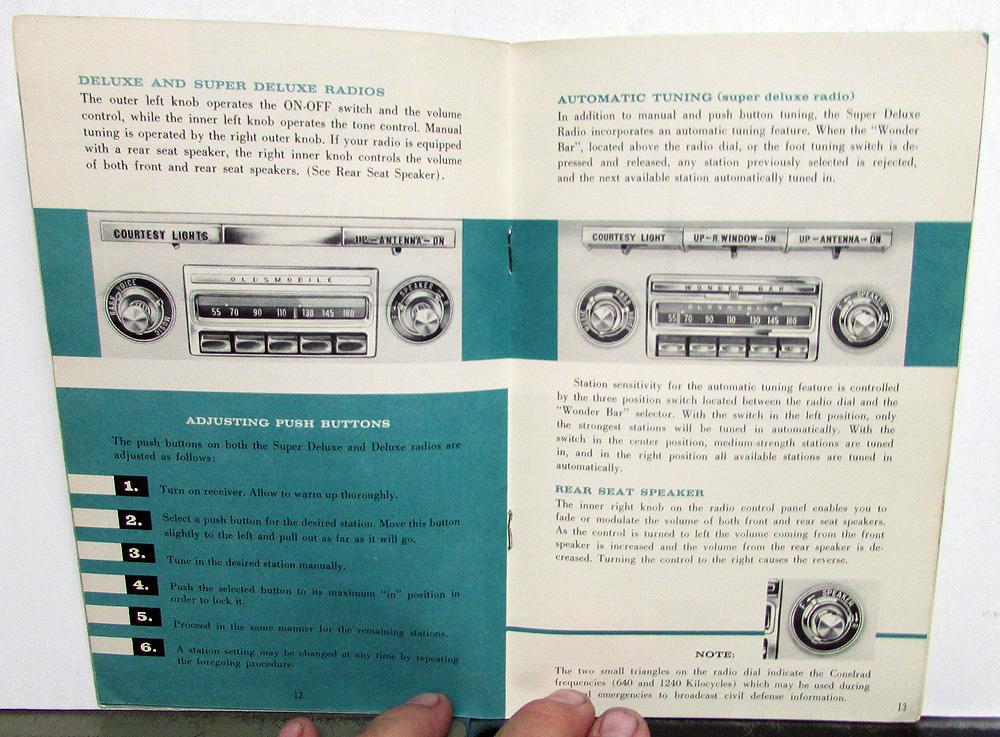 DELUXE AND SUPER DELUXE RADIOS
The outer left knob operates the ON-OFF switch and the volume
control, while the inner left knob operates the tone control. Manual
tuning is operated by the right outer knob. If your radio is equipped
with a rear seat speaker, the right inner knob controls the volume
of both front and rear seat speakers. (See Rear Seat Speaker).
COURTESY LIGHTS
UP—ANTENNA—DN
OLDSMOBILE
BASS VOICE MUSIC
SPEAKER
55 70 90 110 130 145 160
ADJUSTING PUSH BUTTONS
The push buttons on both the Super Deluxe and Deluxe radios are
adjusted as follows:
1. Turn on receiver. Allow to warm up thoroughly.
2. Select a push button for the desired station. Move this button
slightly to the left and pull out as far as it will go.
3. Tune in the desired station manually.
4. Push the selected button to its maximum "in" position in
order to lock it.
5. Proceed in the same manner for the remaining stations.
6. A station setting may be changed at any time by repeating
the foregoing procedure.
12
AUTOMATIC TUNING (super deluxe radio)
In addition to manual and push button tuning, the Super Deluxe
Radio incorporates an automatic tuning feature. When the "Wonder
Bar", located above the radio dial, or the foot tuning switch is de-
pressed and released, any station previously selected is rejected,
and the next available station automatically tuned in.
COURTESY LIGHT
UP—R WINDOW—DN
UP—ANTENNA—DN
WONDER BAR
OLDSMOBILE
BASS
SPEAKER
55 70 90 110 130 145 160
Station sensitivity for the automatic tuning feature is controlled
by the three position switch located between the radio dial and the
"Wonder Bar" selector. With the switch in the left position, only
the strongest stations will be tuned in automatically. With the
switch in the center position, medium-strength stations are tuned
in, and in the right position all available stations are tuned in
automatically.
REAR SEAT SPEAKER
The inner right knob on the radio control panel enables you to
fade or modulate the volume of both front and rear seat speakers.
As the control is turned to left the volume coming from the front
speaker is increased and the volume from the rear speaker is de-
creased. Turning the control to the right causes the reverse.
SPEAKER
NOTE:
The two small triangles on the radio dial indicate the Conelrad
frequencies (640 and 1240 Kilocycles) which may be used during
emergencies to broadcast civil defense information.
13